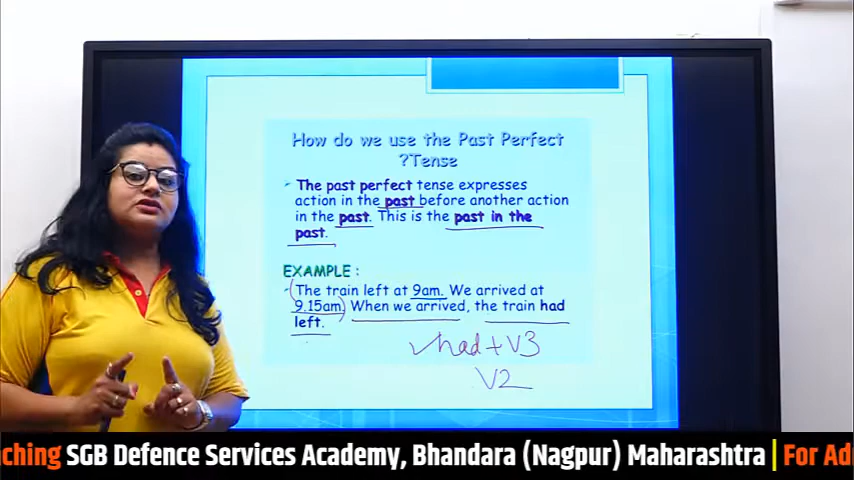 How do we use the Past Perfect
?Tense
The past perfect tense expresses
action in the past before another action
in the past. This is the past in the
past.
EXAMPLE :
(The train left at 9am. We arrived at
9.15am) When we arrived, the train had
left.
had + V3
V2
ching SGB Defence Services Academy, Bhandara (Nagpur) Maharashtra | For Ad